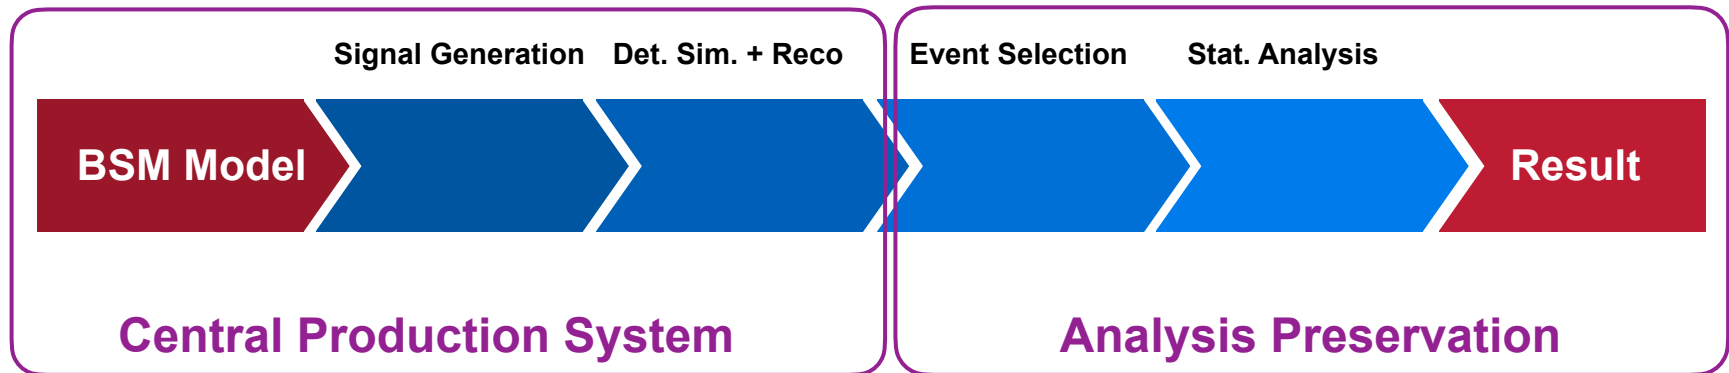 Signal Generation Det. Sim. + Reco Event Selection Stat. Analysis
BSM Model Result
Central Production System Analysis Preservation